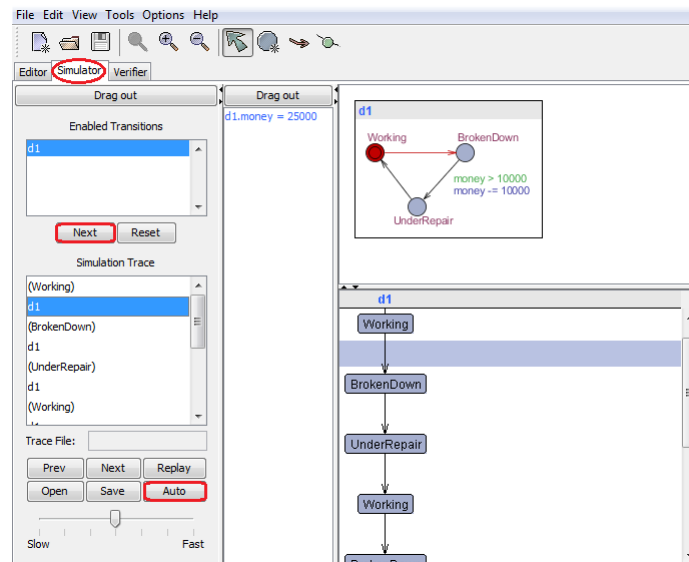 File Edit View Tools Options Help
Editor Simulator Verifier
Drag out
Enabled Transitions
d1
Next Reset
Simulation Trace
(Working)
d1
(BrokenDown)
d1
(UnderRepair)
d1
(Working)
Trace File:
Prev Next Replay
Open Save Auto
Slow Fast
Drag out
d1.money = 25000
d1
Working BrokenDown
money > 10000
money -= 10000
UnderRepair
d1
Working
BrokenDown
UnderRepair
Working